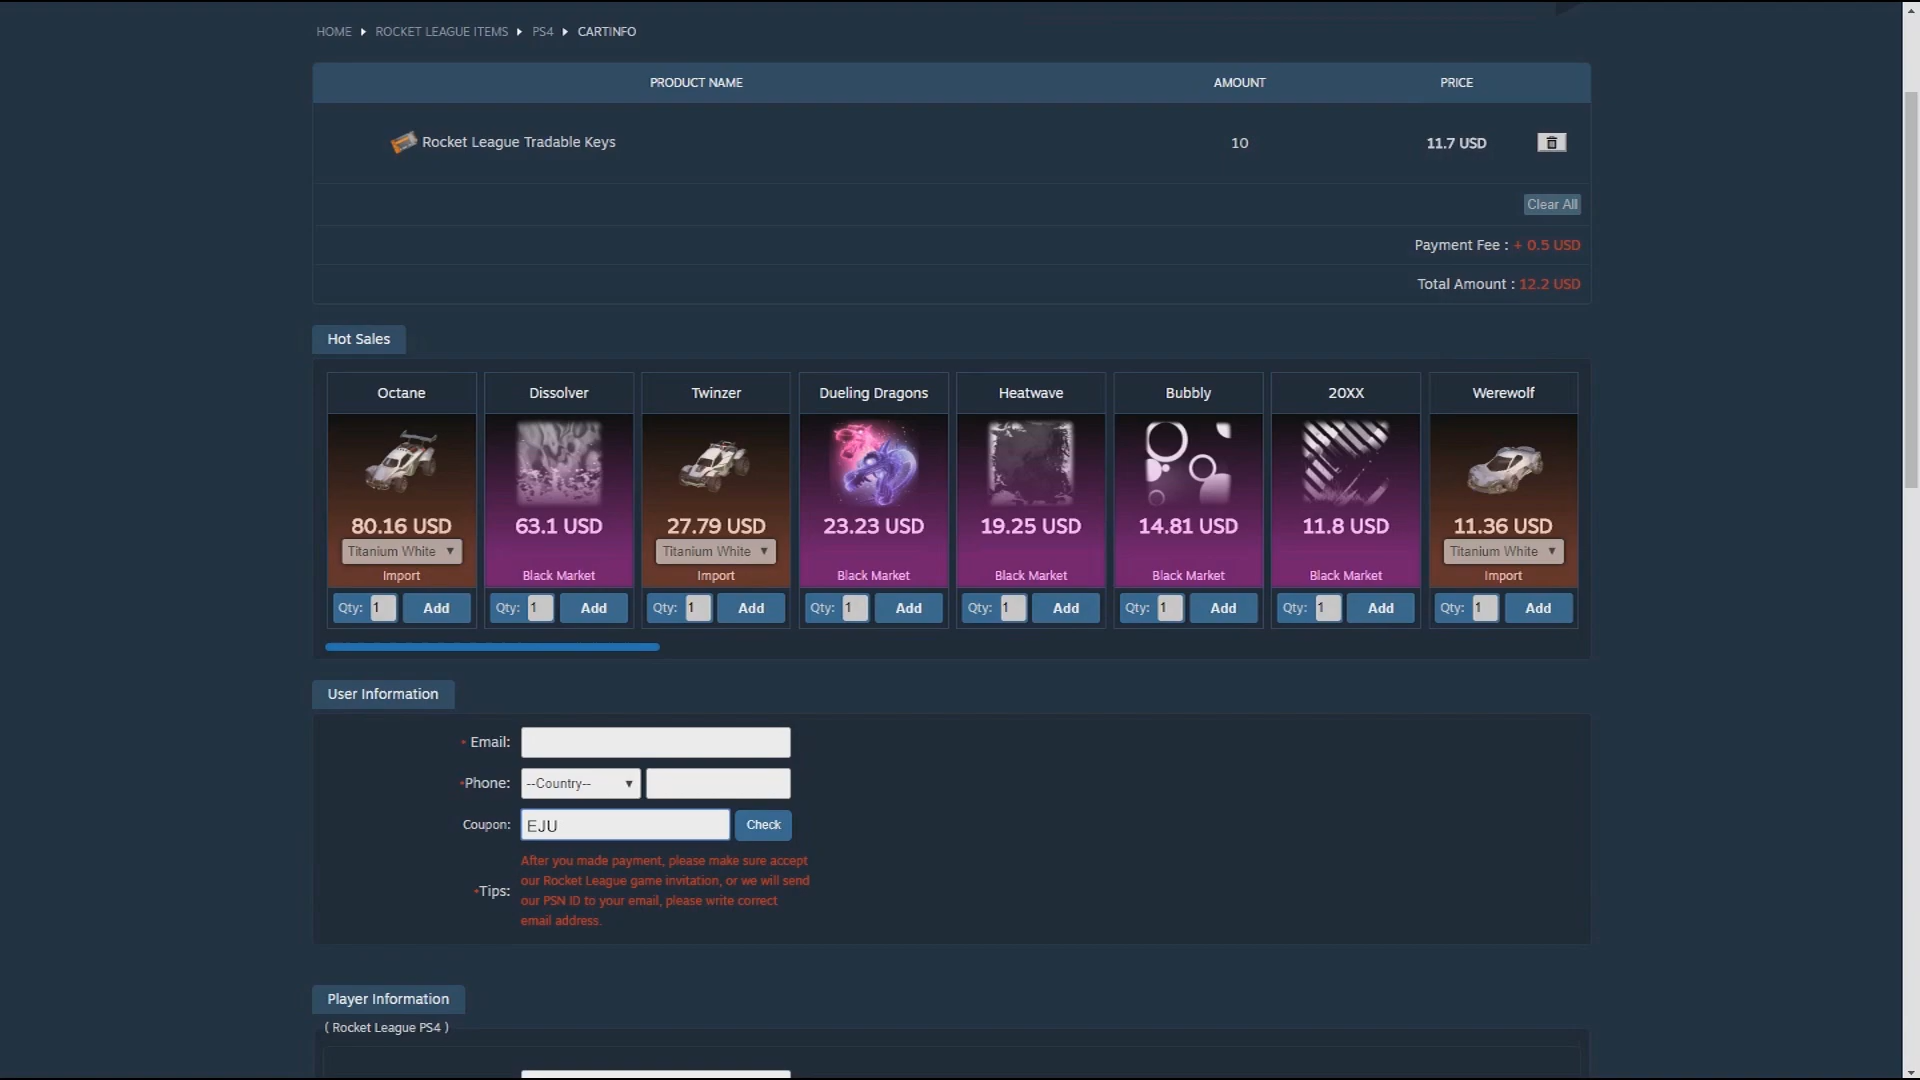 HOME ROCKET LEAGUE ITEMS PS4 CARTINFO
PRODUCT NAME AMOUNT PRICE
Rocket League Tradable Keys 10 11.7 USD
Clear All
Payment Fee : + 0.5 USD
Total Amount : 12.2 USD
Hot Sales
Octane Dissolver Twinzer Dueling Dragons Heatwave Bubbly 20XX Werewolf
80.16 USD 63.1 USD 27.79 USD 23.23 USD 19.25 USD 14.81 USD 11.8 USD 11.36 USD
Titanium White Titanium White Titanium White
Import Black Market Import Black Market Black Market Black Market Black Market Import
Qty: 1 Add Qty: 1 Add Qty: 1 Add Qty: 1 Add Qty: 1 Add Qty: 1 Add Qty: 1 Add Qty: 1 Add
User Information
* Email:
*Phone: --Country--
Coupon: EJU Check
After you made payment, please make sure accept
our Rocket League game invitation, or we will send
*Tips:
our PSN ID to your email, please write correct
email address.
Player Information
( Rocket League PS4 )